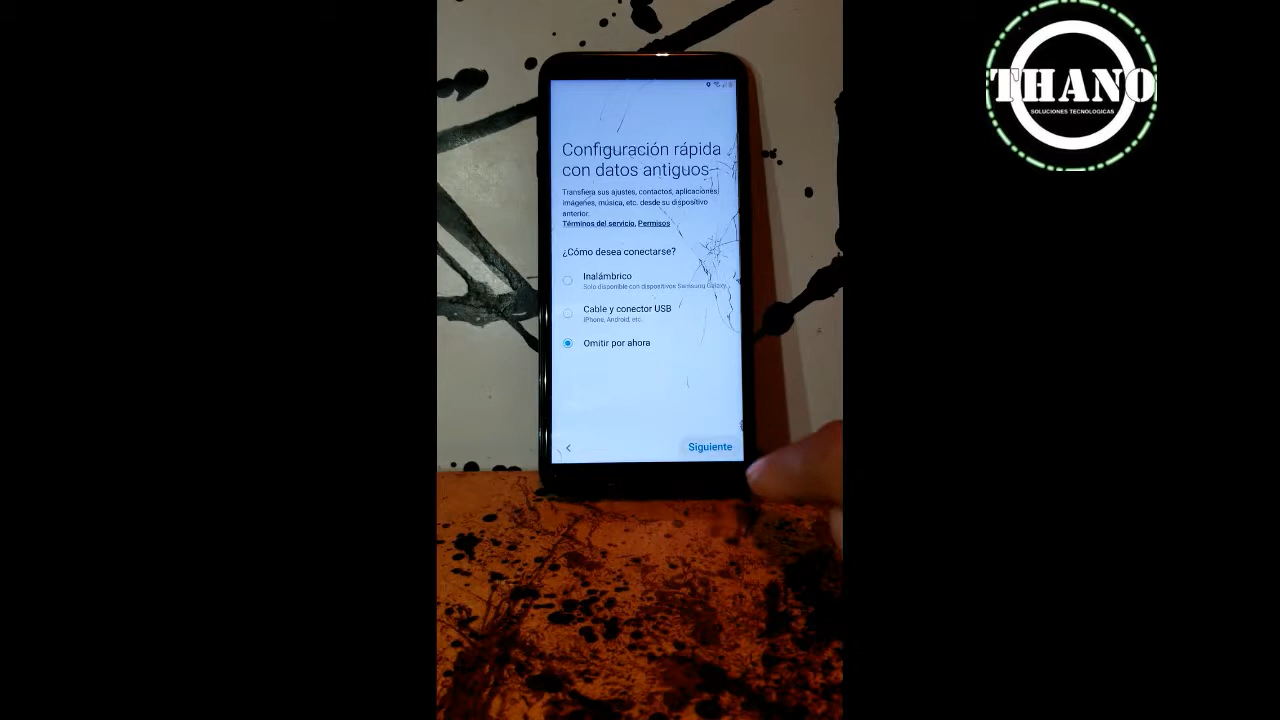 THANO
SOLUCIONES TECNOLOGICAS
Configuración rápida
con datos antiguos
Transfiera sus ajustes, contactos, aplicaciones,
imágenes, música, etc. desde su dispositivo
anterior.
Términos del servicio, Permisos
¿Cómo desea conectarse?
Inalámbrico
Solo disponible con dispositivos Samsung Galaxy.
Cable y conector USB
iPhone, Android, etc.
Omitir por ahora
Siguiente